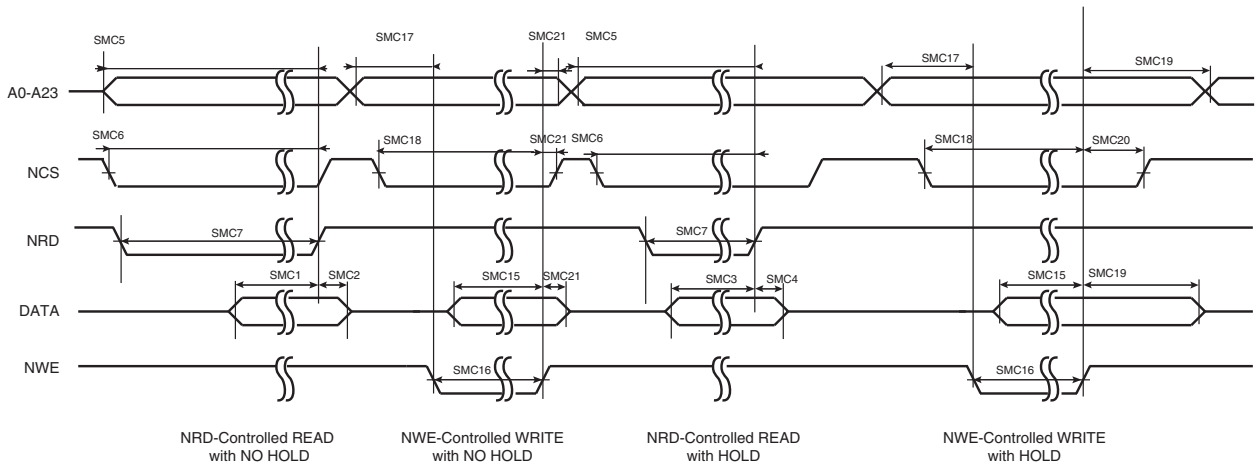 SMC5
SMC17
SMC21
SMC5
SMC17
SMC19
A0-A23
SMC6
SMC18
SMC21
SMC6
SMC18
SMC20
NCS
NRD
SMC7
SMC7
SMC1
SMC2
SMC15
SMC21
SMC3
SMC4
SMC15
SMC19
DATA
NWE
SMC16
SMC16
NRD-Controlled READ
with NO HOLD
NWE-Controlled WRITE
with NO HOLD
NRD-Controlled READ
with HOLD
NWE-Controlled WRITE
with HOLD